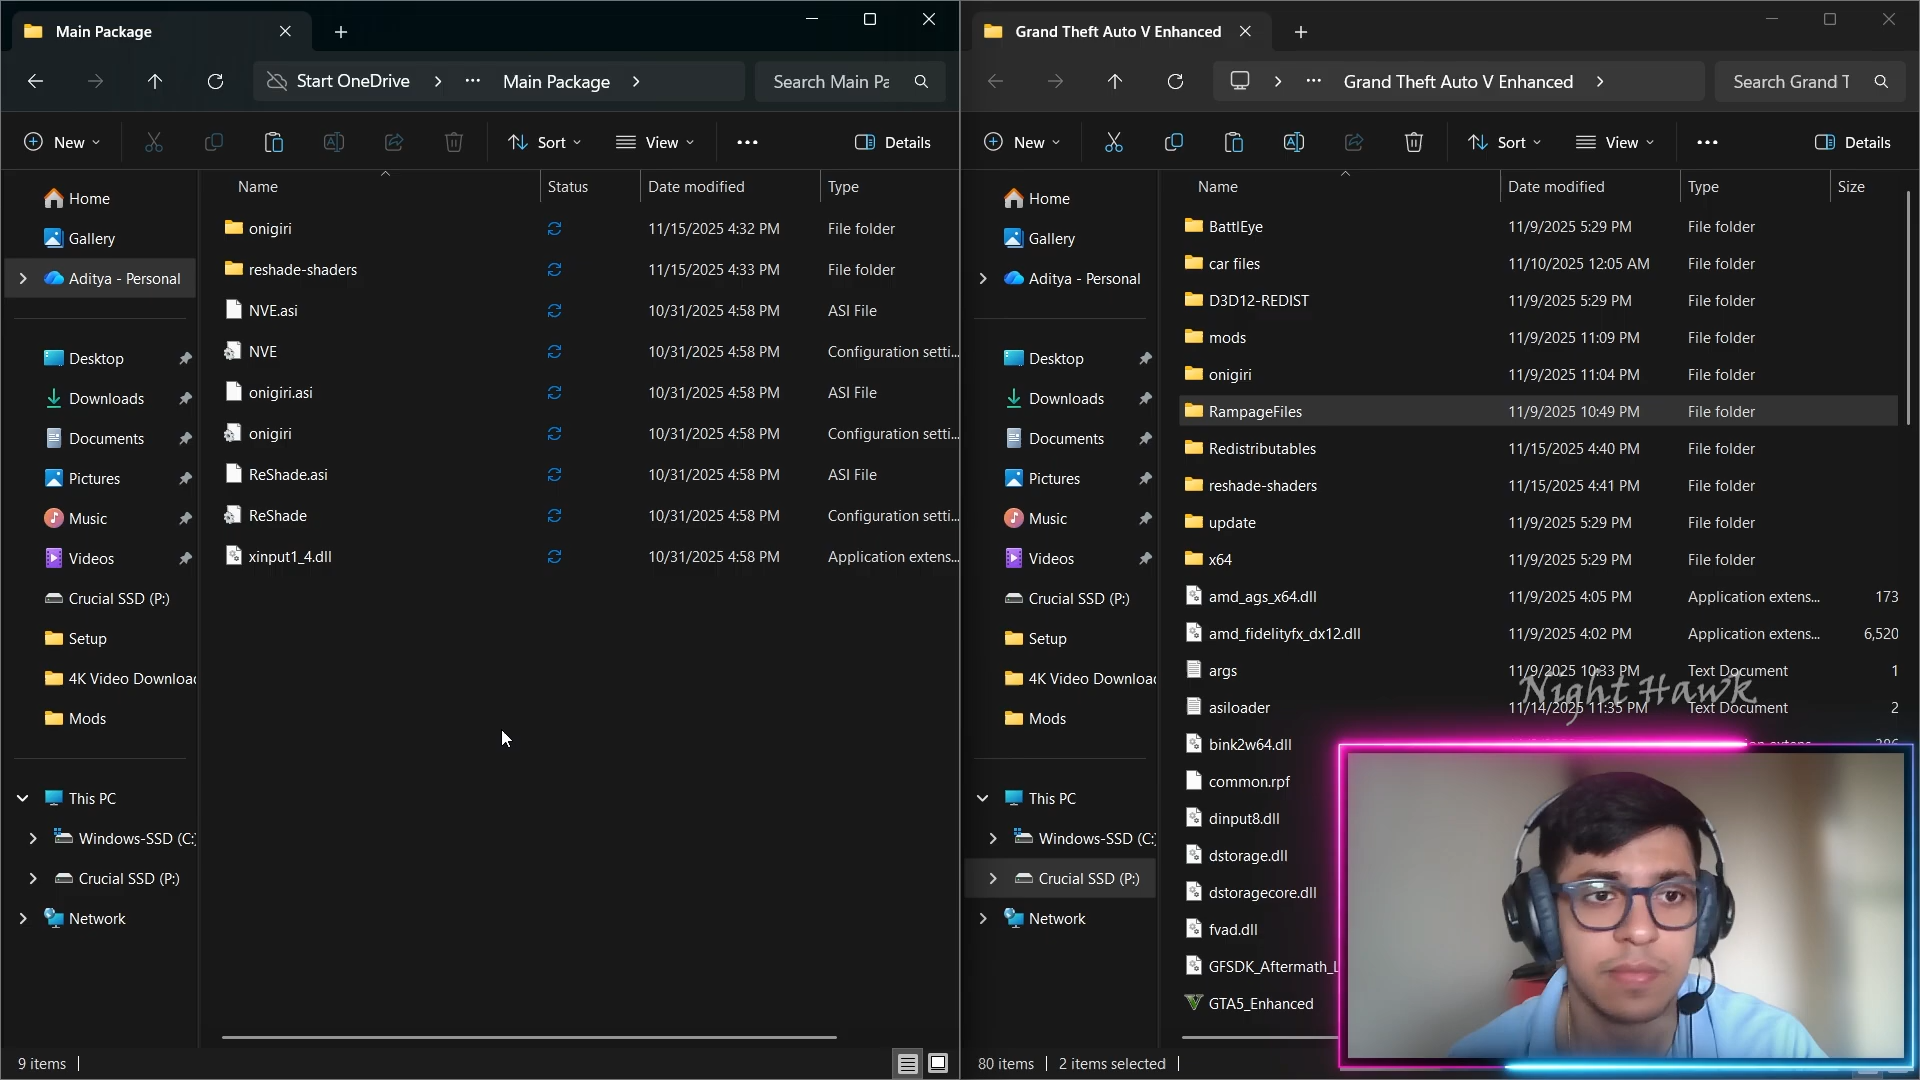 Main Package
Start OneDrive
Main Package
Search Main Pa
New
Sort
View
Details
Name
Status
Date modified
Type
Home
Gallery
Aditya - Personal
Desktop
Downloads
Documents
Pictures
Music
Videos
Crucial SSD (P:)
Setup
4K Video Downloa
Mods
This PC
Windows-SSD (C:
Crucial SSD (P:)
Network
onigiri 11/15/2025 4:32 PM File folder
reshade-shaders 11/15/2025 4:33 PM File folder
NVE.asi 10/31/2025 4:58 PM ASI File
NVE 10/31/2025 4:58 PM Configuration setti...
onigiri.asi 10/31/2025 4:58 PM ASI File
onigiri 10/31/2025 4:58 PM Configuration setti...
ReShade.asi 10/31/2025 4:58 PM ASI File
ReShade 10/31/2025 4:58 PM Configuration setti...
xinput1_4.dll 10/31/2025 4:58 PM Application extens...
9 items
Grand Theft Auto V Enhanced
Grand Theft Auto V Enhanced
Search Grand T
New
Sort
View
Details
Name
Date modified
Type
Size
Home
Gallery
Aditya - Personal
Desktop
Downloads
Documents
Pictures
Music
Videos
Crucial SSD (P:)
Setup
4K Video Downloa
Mods
This PC
Windows-SSD (C:
Crucial SSD (P:)
Network
BattlEye 11/9/2025 5:29 PM File folder
car files 11/10/2025 12:05 AM File folder
D3D12-REDIST 11/9/2025 5:29 PM File folder
mods 11/9/2025 11:09 PM File folder
onigiri 11/9/2025 11:04 PM File folder
RampageFiles 11/9/2025 10:49 PM File folder
Redistributables 11/15/2025 4:40 PM File folder
reshade-shaders 11/15/2025 4:41 PM File folder
update 11/9/2025 5:29 PM File folder
x64 11/9/2025 5:29 PM File folder
amd_ags_x64.dll 11/9/2025 4:05 PM Application extens... 173
amd_fidelityfx_dx12.dll 11/9/2025 4:02 PM Application extens... 6,520
args 11/9/2025 10:33 PM Text Document 1
Night Hawk
asiloader 11/14/2025 11:35 PM Text Document 2
bink2w64.dll
common.rpf
dinput8.dll
dstorage.dll
dstoragecore.dll
fvad.dll
GFSDK_Aftermath_L
GTA5_Enhanced
80 items
2 items selected